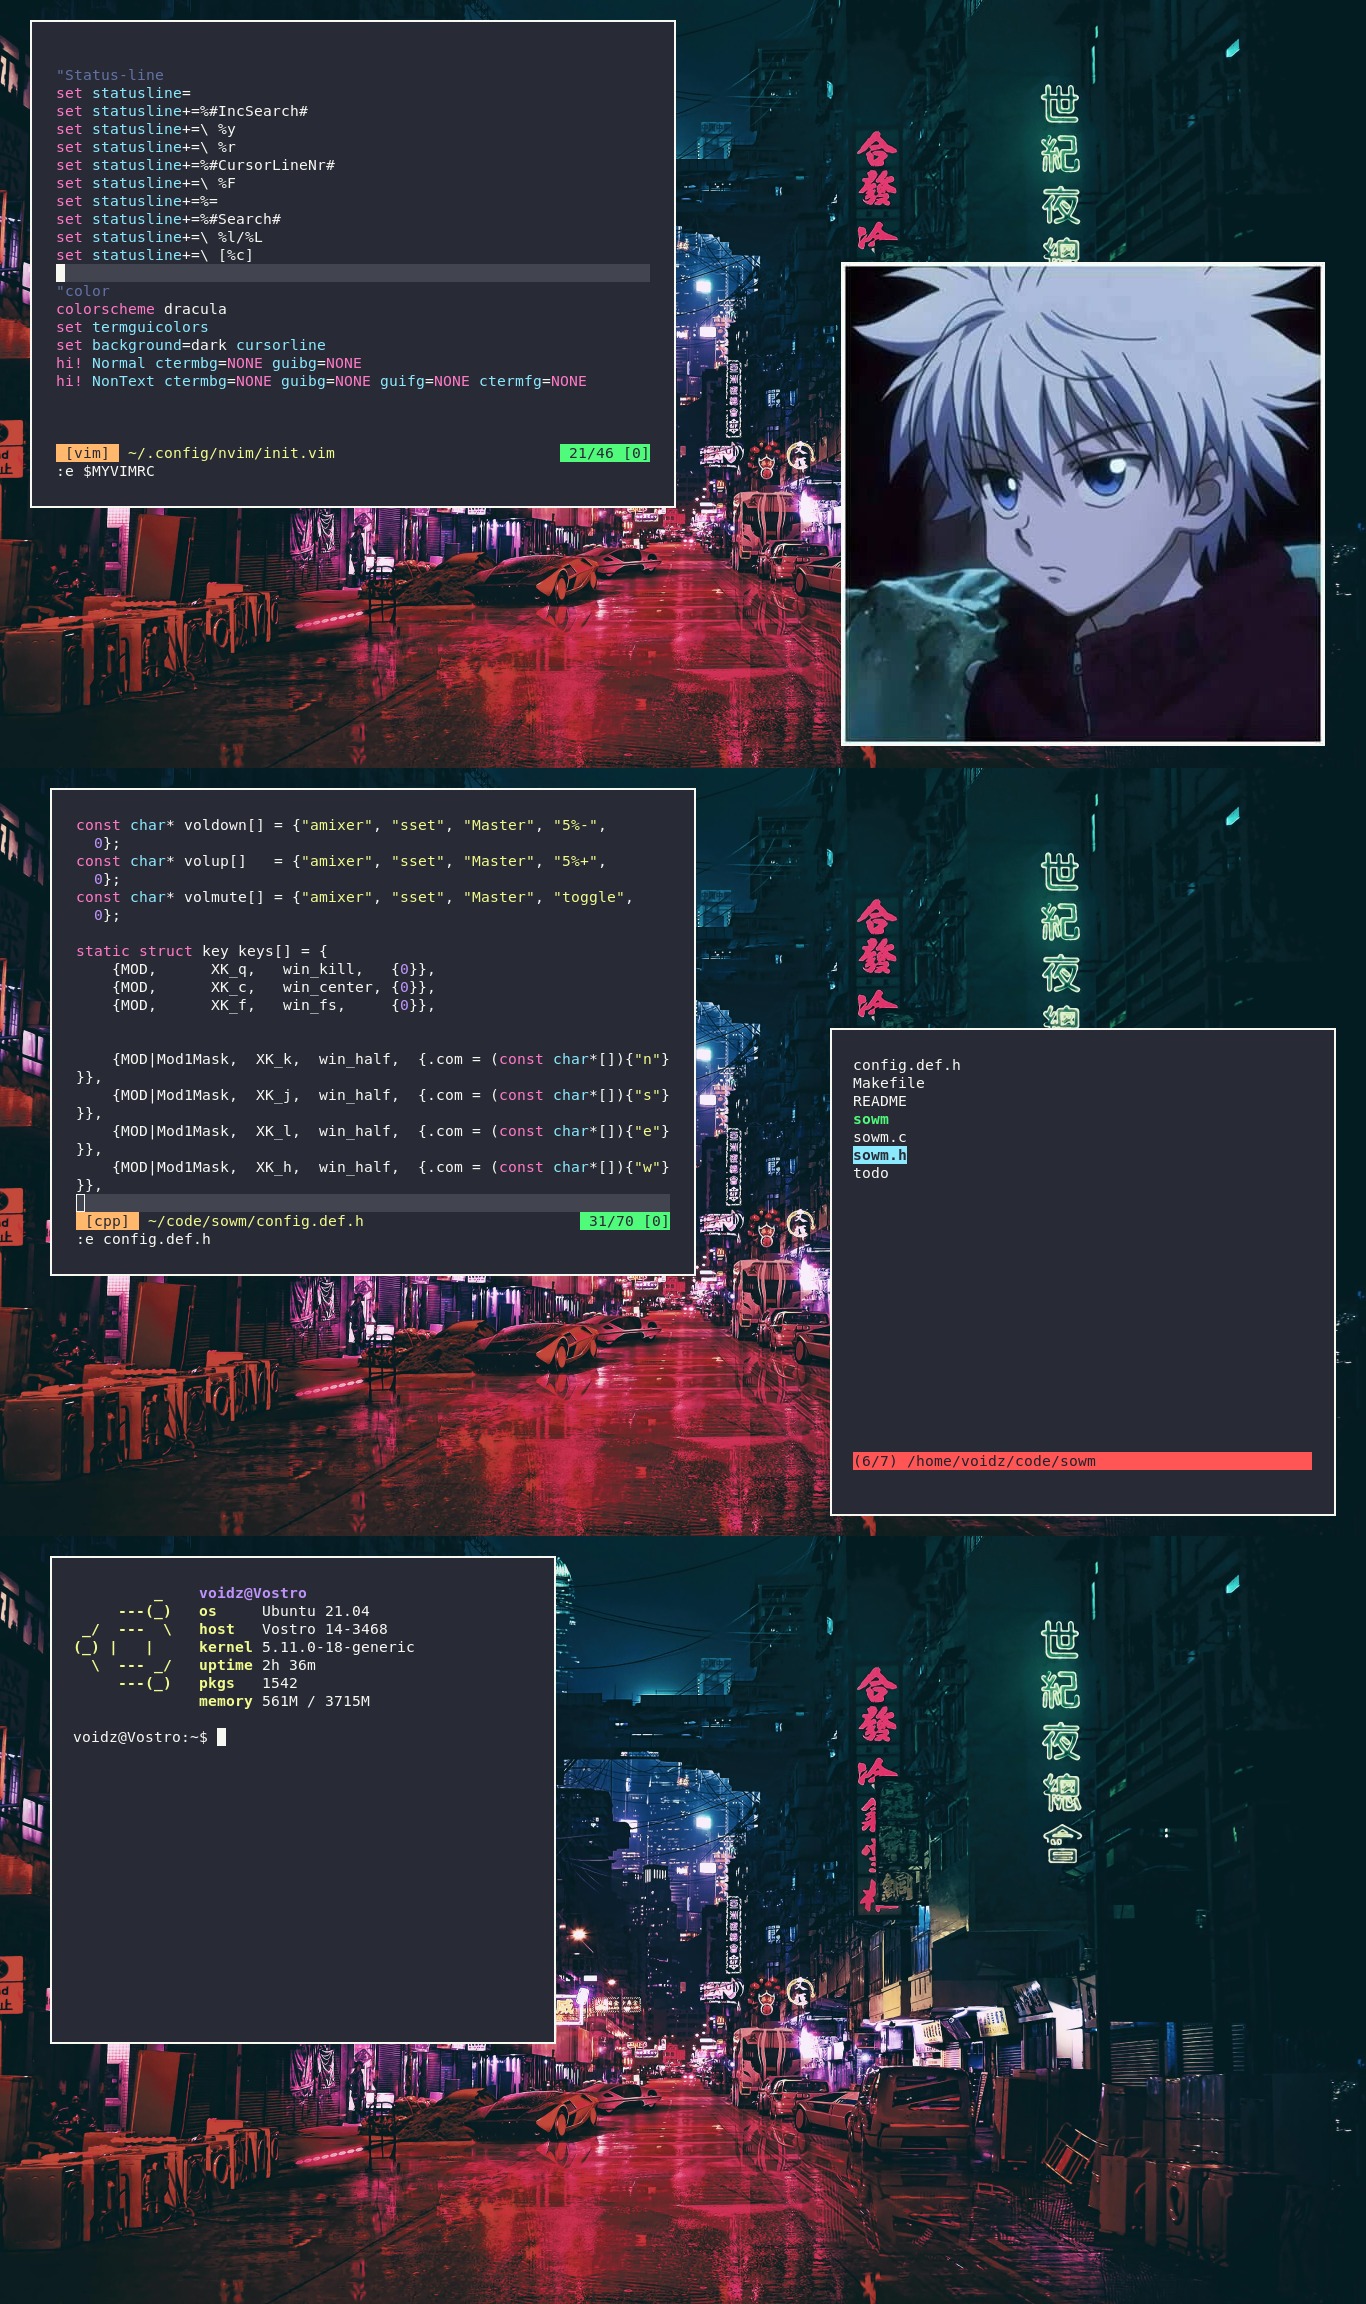 "Status-line
set statusline=
set statusline+=%#IncSearch#
set statusline+=\ %y
set statusline+=\ %r
set statusline+=%#CursorLineNr#
set statusline+=\ %F
set statusline+=%=
set statusline+=%#Search#
set statusline+=\ %l/%L
set statusline+=\ [%c]
"color
colorscheme dracula
set termguicolors
set background=dark cursorline
hi! Normal ctermbg=NONE guibg=NONE
hi! NonText ctermbg=NONE guibg=NONE guifg=NONE ctermfg=NONE
[vim] ~/.config/nvim/init.vim 21/46 [0]
:e $MYVIMRC
合發
世紀夜總
const char* voldown[] = {"amixer", "sset", "Master", "5%-",
0};
const char* volup[]   = {"amixer", "sset", "Master", "5%+",
0};
const char* volmute[] = {"amixer", "sset", "Master", "toggle",
0};
static struct key keys[] = {
{MOD,      XK_q,   win_kill,   {0}},
{MOD,      XK_c,   win_center, {0}},
{MOD,      XK_f,   win_fs,     {0}},
{MOD|Mod1Mask,  XK_k,  win_half,  {.com = (const char*[]){"n"}
}},
{MOD|Mod1Mask,  XK_j,  win_half,  {.com = (const char*[]){"s"}
}},
{MOD|Mod1Mask,  XK_l,  win_half,  {.com = (const char*[]){"e"}
}},
{MOD|Mod1Mask,  XK_h,  win_half,  {.com = (const char*[]){"w"}
}},
[cpp] ~/code/sowm/config.def.h 31/70 [0]
:e config.def.h
合發
世紀夜總
config.def.h
Makefile
README
sowm
sowm.c
sowm.h
todo
(6/7) /home/voidz/code/sowm
_    voidz@Vostro
---(_)   os     Ubuntu 21.04
_/  ---  \   host   Vostro 14-3468
(_) |   |     kernel 5.11.0-18-generic
\  --- _/   uptime 2h 36m
---(_)   pkgs   1542
memory 561M / 3715M
voidz@Vostro:~$
合發
世紀夜總會